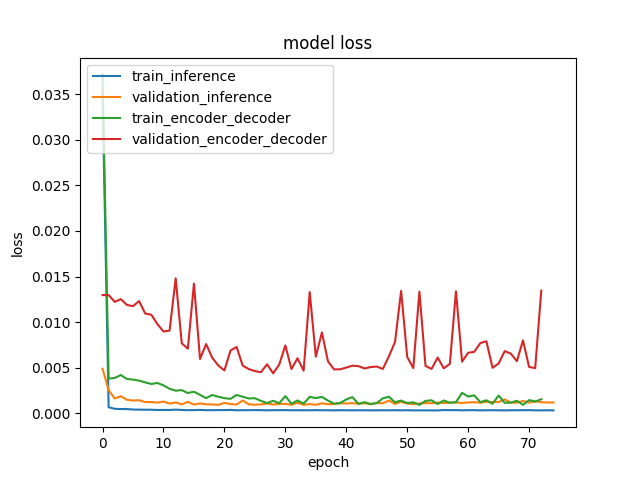 model loss
train_inference
validation_inference
train_encoder_decoder
validation_encoder_decoder
loss
0.035
0.030
0.025
0.020
0.015
0.010
0.005
0.000
0 10 20 30 40 50 60 70
epoch